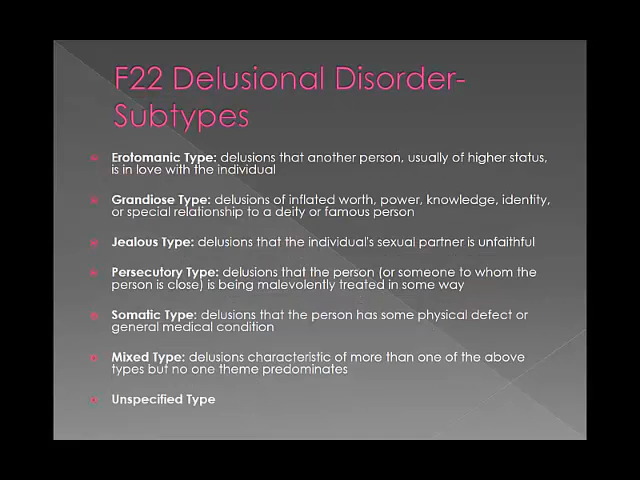 F22 Delusional Disorder-
Subtypes
Erotomanic Type: delusions that another person, usually of higher status,
is in love with the individual
Grandiose Type: delusions of inflated worth, power, knowledge, identity,
or special relationship to a deity or famous person
Jealous Type: delusions that the individual's sexual partner is unfaithful
Persecutory Type: delusions that the person (or someone to whom the
person is close) is being malevolently treated in some way
Somatic Type: delusions that the person has some physical defect or
general medical condition
Mixed Type: delusions characteristic of more than one of the above
types but no one theme predominates
Unspecified Type